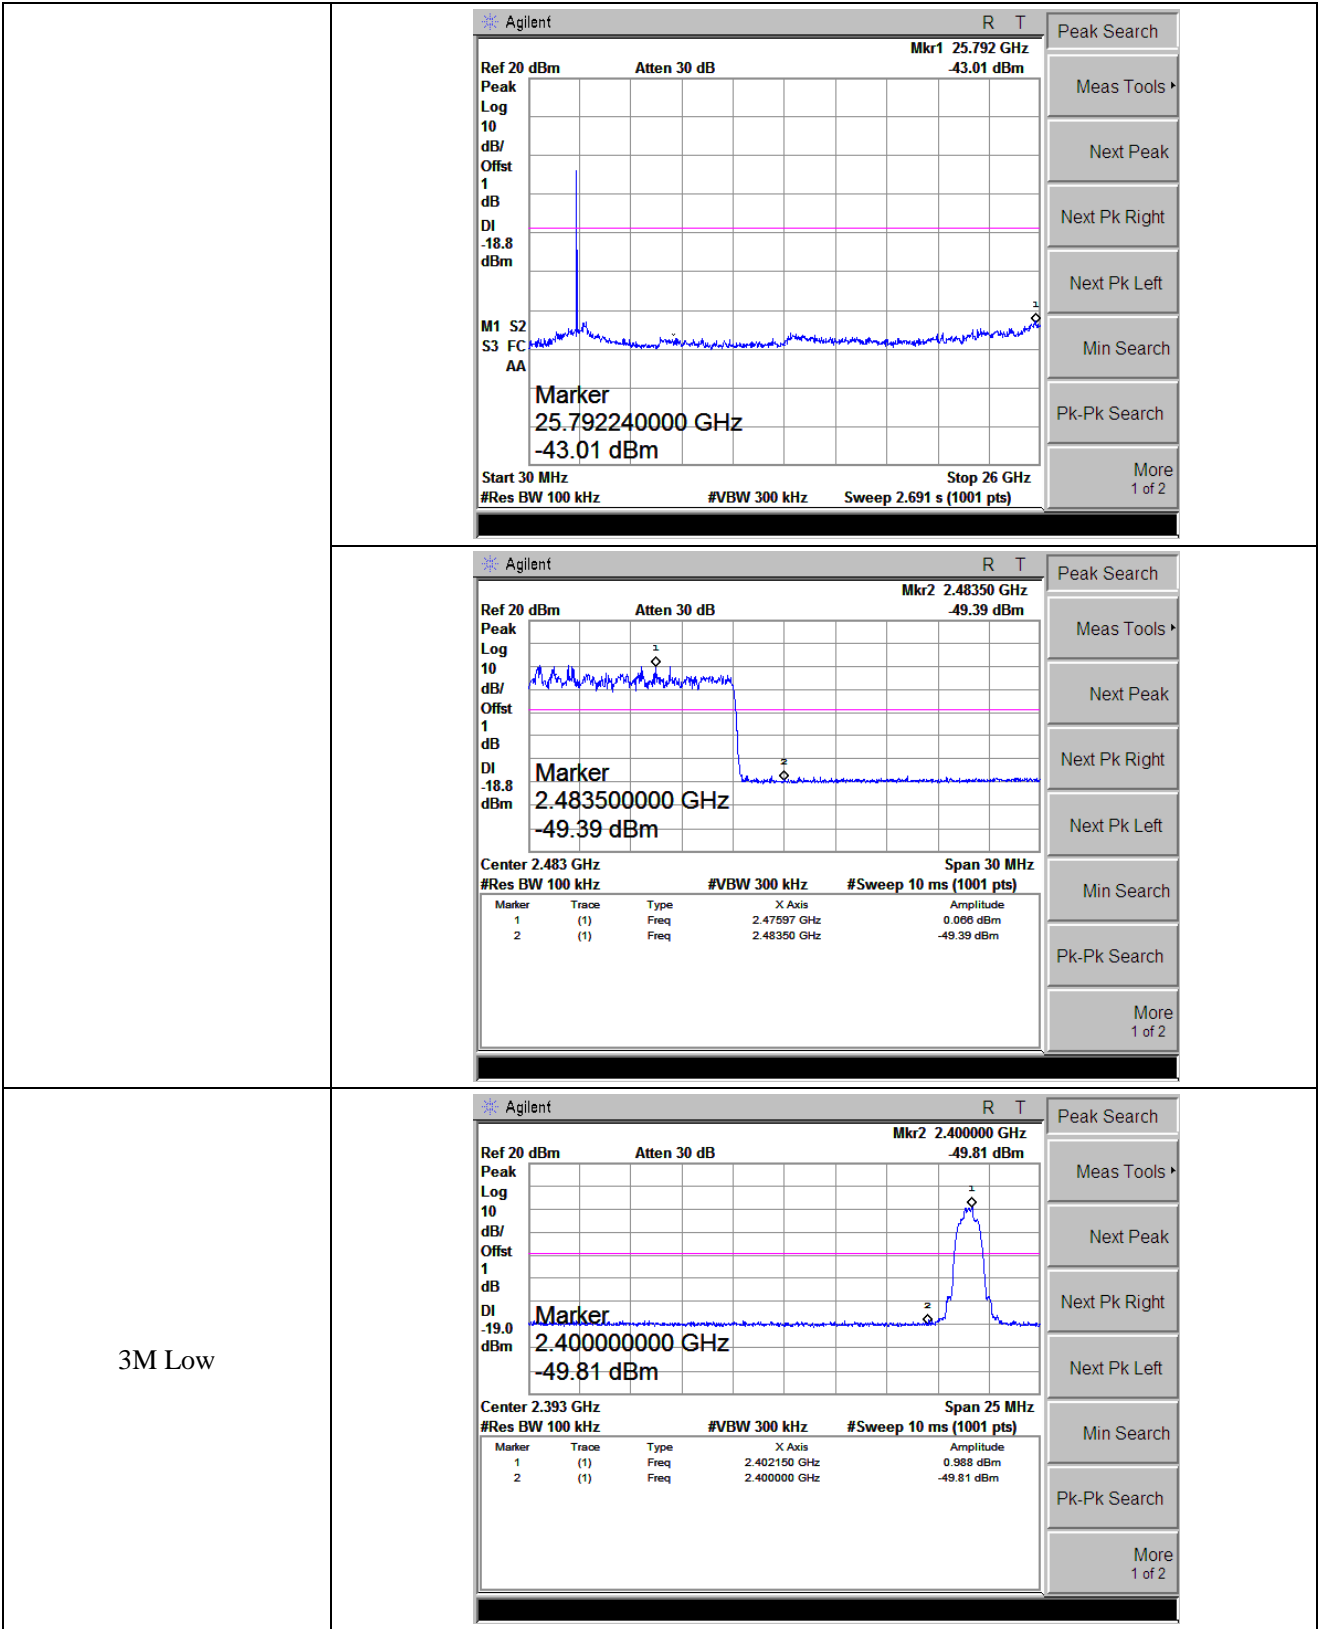 Agilent R T
Peak Search
Mkr1 25.792 GHz
Ref 20 dBm Atten 30 dB -43.01 dBm
Peak
Log
10
dB/
Offst
1
dB
DI
-18.8
dBm
M1 S2
S3 FC
AA
1
Marker
25.792240000 GHz
-43.01 dBm
Start 30 MHz Stop 26 GHz
#Res BW 100 kHz #VBW 300 kHz Sweep 2.691 s (1001 pts)
Meas Tools
Next Peak
Next Pk Right
Next Pk Left
Min Search
Pk-Pk Search
More
1 of 2
Agilent R T
Peak Search
Mkr2 2.48350 GHz
Ref 20 dBm Atten 30 dB -49.39 dBm
Peak
Log
10
dB/
Offst
1
dB
DI
-18.8
dBm
1
2
Marker
2.483500000 GHz
-49.39 dBm
Center 2.483 GHz Span 30 MHz
#Res BW 100 kHz #VBW 300 kHz #Sweep 10 ms (1001 pts)
Marker Trace Type X Axis Amplitude
1 (1) Freq 2.47597 GHz 0.066 dBm
2 (1) Freq 2.48350 GHz -49.39 dBm
Meas Tools
Next Peak
Next Pk Right
Next Pk Left
Min Search
Pk-Pk Search
More
1 of 2
3M Low
Agilent R T
Peak Search
Mkr2 2.400000 GHz
Ref 20 dBm Atten 30 dB -49.81 dBm
Peak
Log
10
dB/
Offst
1
dB
DI
-19.0
dBm
1
2
Marker
2.400000000 GHz
-49.81 dBm
Center 2.393 GHz Span 25 MHz
#Res BW 100 kHz #VBW 300 kHz #Sweep 10 ms (1001 pts)
Marker Trace Type X Axis Amplitude
1 (1) Freq 2.402150 GHz 0.988 dBm
2 (1) Freq 2.400000 GHz -49.81 dBm
Meas Tools
Next Peak
Next Pk Right
Next Pk Left
Min Search
Pk-Pk Search
More
1 of 2